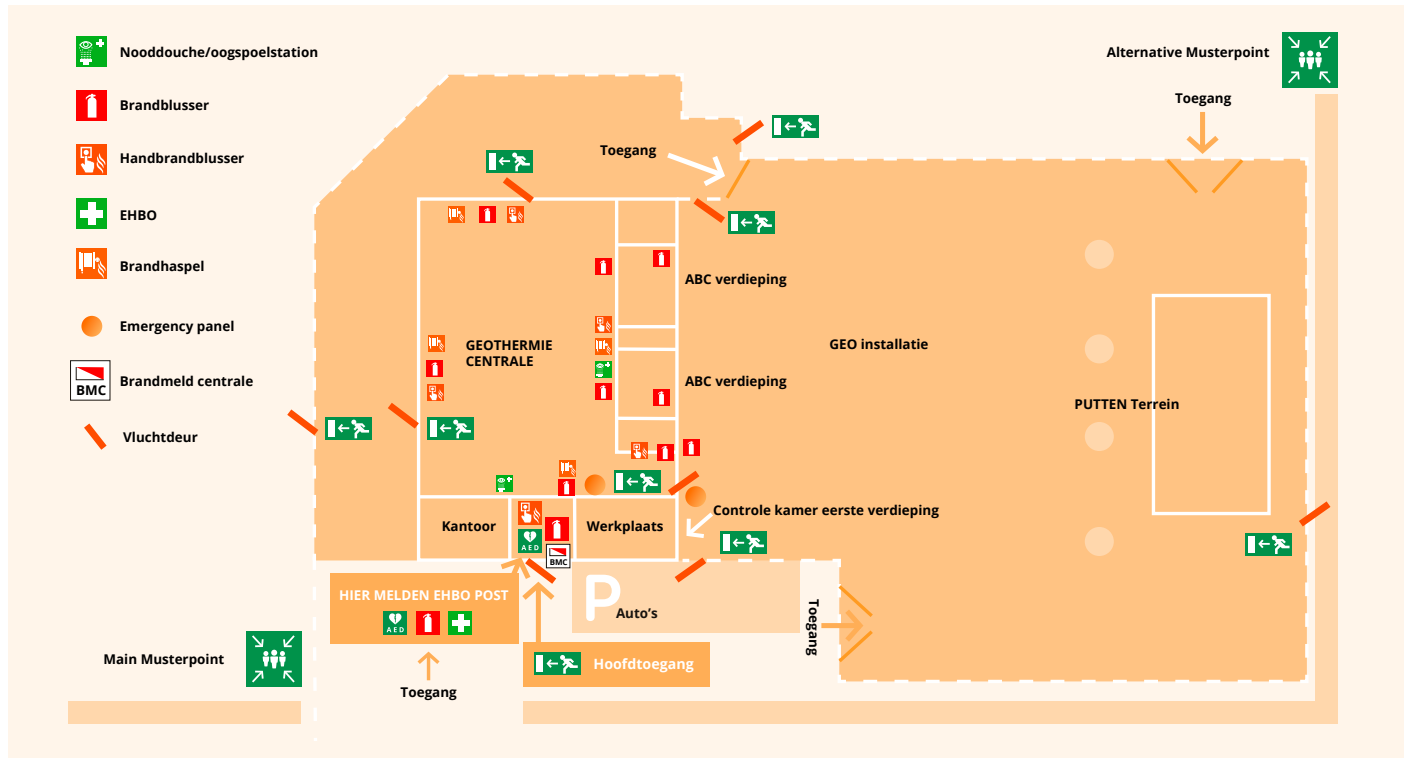 Nooddouche/oogspoelstation
Brandblusser
Handbrandblusser
EHBO
Brandhaspel
Emergency panel
BMC
Brandmeld centrale
Vluchtdeur
Alternative Musterpoint
Toegang
Toegang
ABC verdieping
GEOTHERMIE
CENTRALE
GEO installatie
ABC verdieping
PUTTEN Terrein
Controle kamer eerste verdieping
Kantoor
AED
BMC
Werkplaats
HIER MELDEN EHBO POST
AED
P
Auto's
Toegang
Main Musterpoint
Hoofdtoegang
Toegang